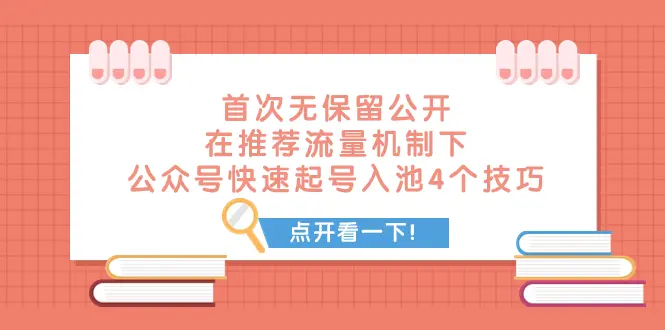 首次无保留公开
在推荐流量机制下
公众号快速起号入池4个技巧
点开看一下!